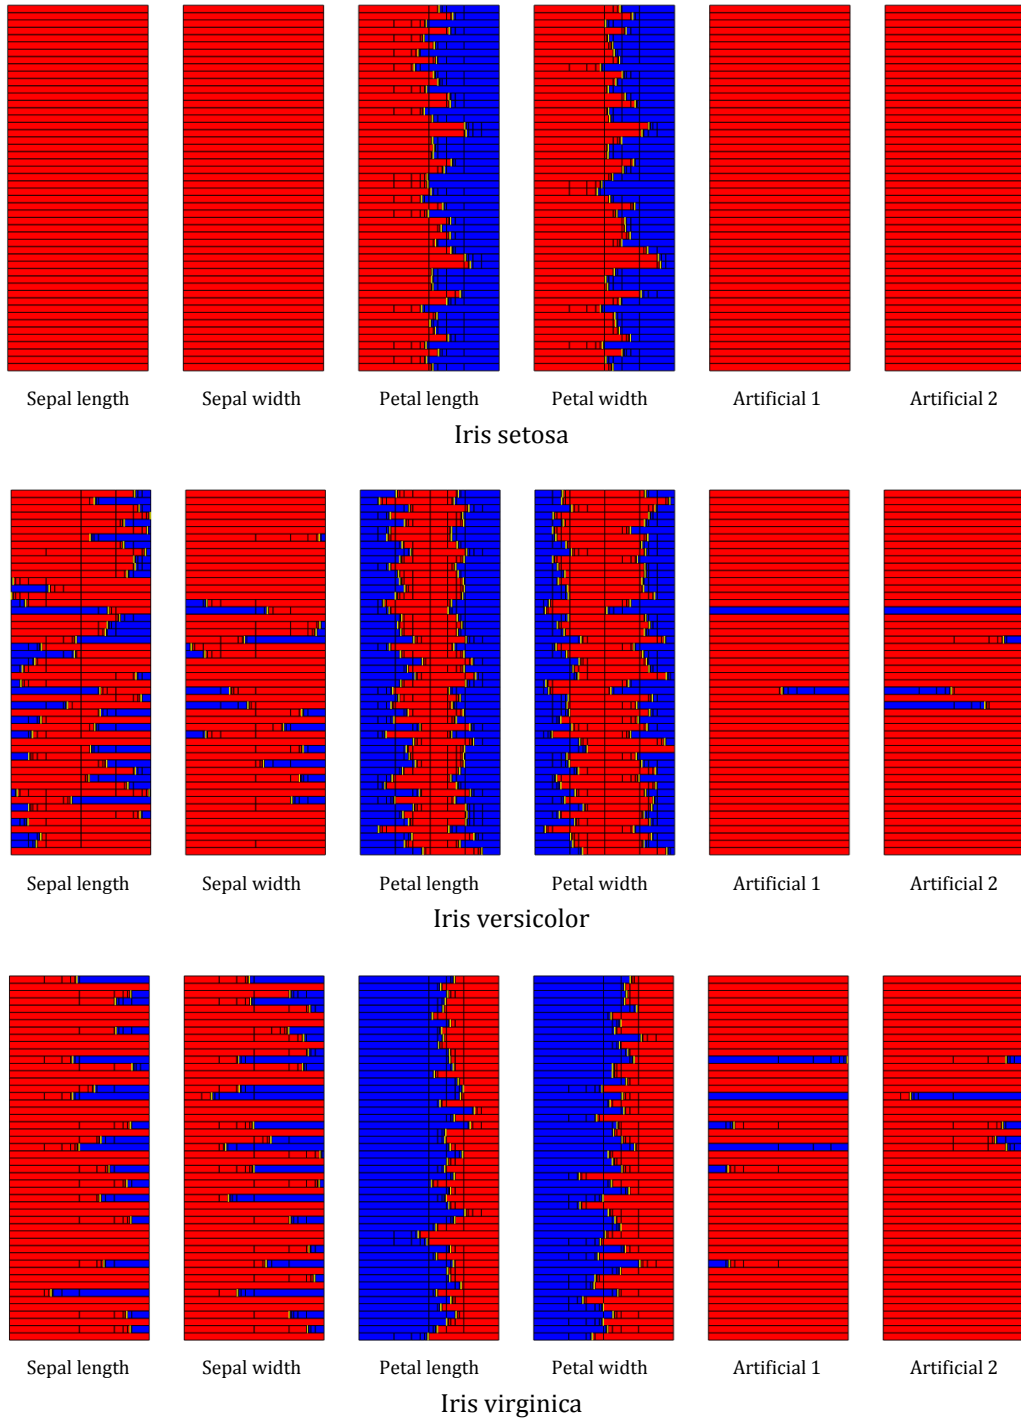 Sepal length Sepal width Petal length Petal width Artificial 1 Artificial 2
Iris setosa
Sepal length Sepal width Petal length Petal width Artificial 1 Artificial 2
Iris versicolor
Sepal length Sepal width Petal length Petal width Artificial 1 Artificial 2
Iris virginica